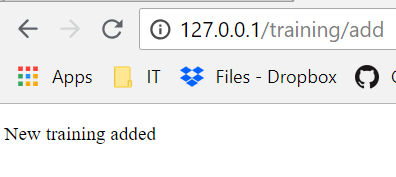 127.0.0.1/training/add
Apps IT Files - Dropbox
New training added